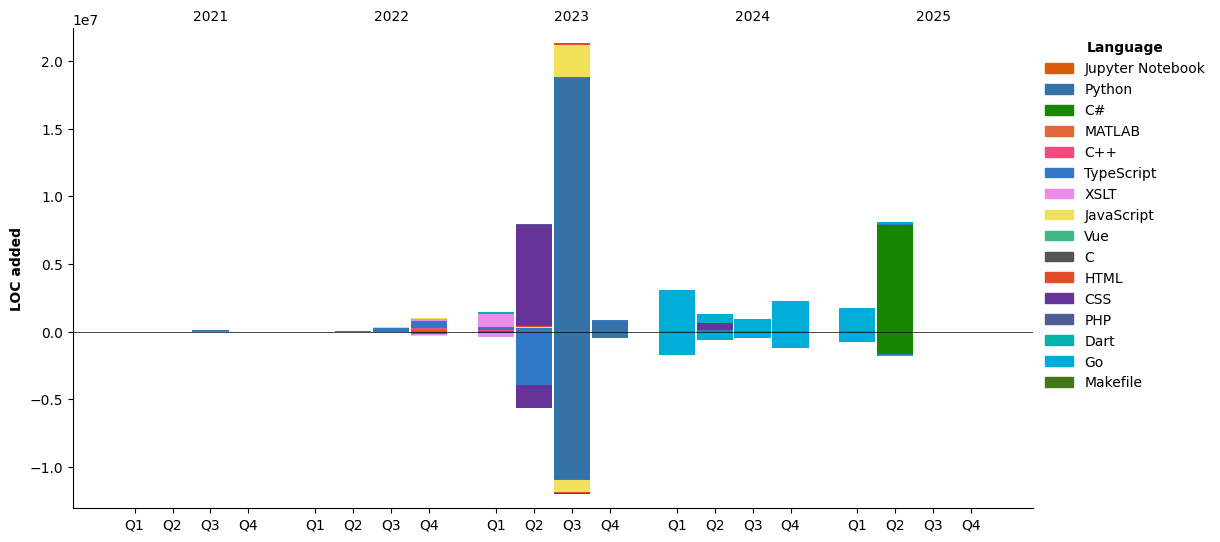 1e7
2021 2022 2023 2024 2025
Language
Jupyter Notebook
Python
C#
MATLAB
C++
TypeScript
XSLT
JavaScript
Vue
C
HTML
CSS
PHP
Dart
Go
Makefile
LOC added
2.0
1.5
1.0
0.5
0.0
−0.5
−1.0
Q1 Q2 Q3 Q4 Q1 Q2 Q3 Q4 Q1 Q2 Q3 Q4 Q1 Q2 Q3 Q4 Q1 Q2 Q3 Q4